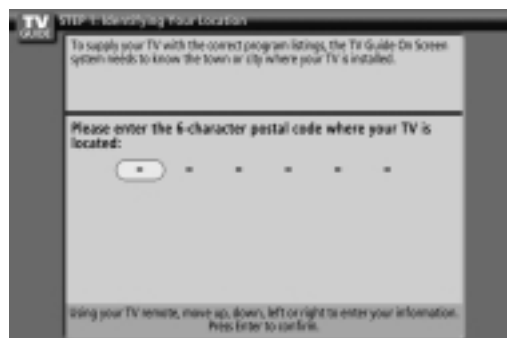 TV
GUIDE
STEP 1: Identifying Your Location
To supply your TV with the correct program listings, the TV Guide On Screen
system needs to know the town or city where your TV is installed.
Please enter the 6-character postal code where your TV is
located:
- - - - - -
Using your TV remote, move up, down, left or right to enter your information.
Press Enter to confirm.